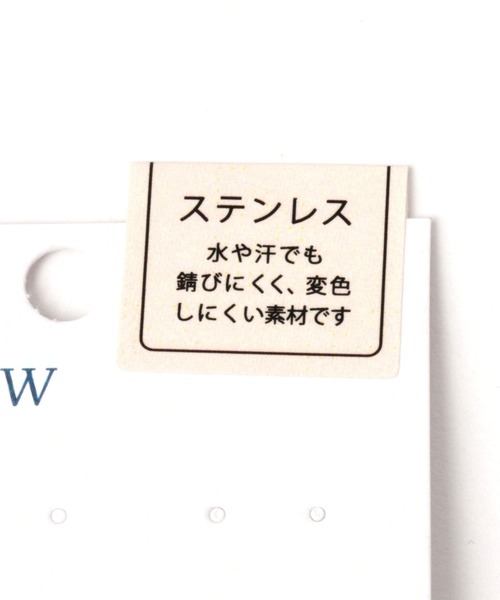 ステンレス
水や汗でも
錆びにくく、変色
しにくい素材です
W